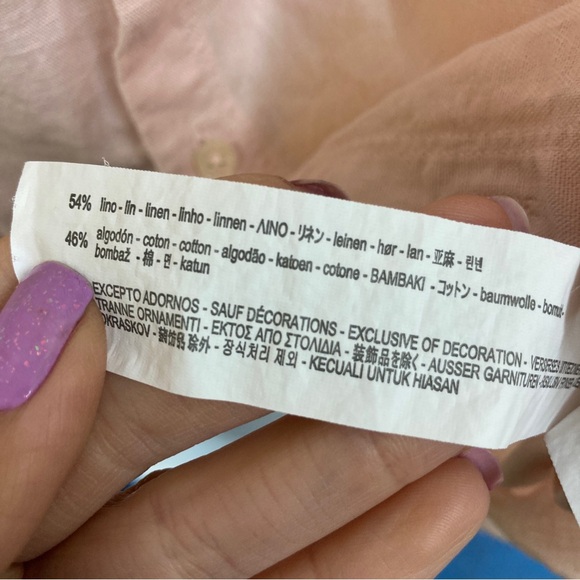 54% lino - lin - linen - linho - linnen - ΛΙΝΟ - リネン - leinen - hør - lan - 亚麻 - 린넨
46% algodón - coton - cotton - algodão - katoen - cotone - BAMBAKI - コットン - baumwolle - bomuld -
bombaž - 棉 - 면 - katun
EXCEPTO ADORNOS - SAUF DÉCORATIONS - EXCLUSIVE OF DECORATION -
ORNAMENTI - ΕΚΤΟΣ ΑΠΟ ΣΤΟΛΙΔΙΑ - 装飾品を除く - AUSSER GARNITUREN -
OKRASKOV - 装饰品 除外 - 장식처리 제외 - KECUALI UNTUK HIASAN